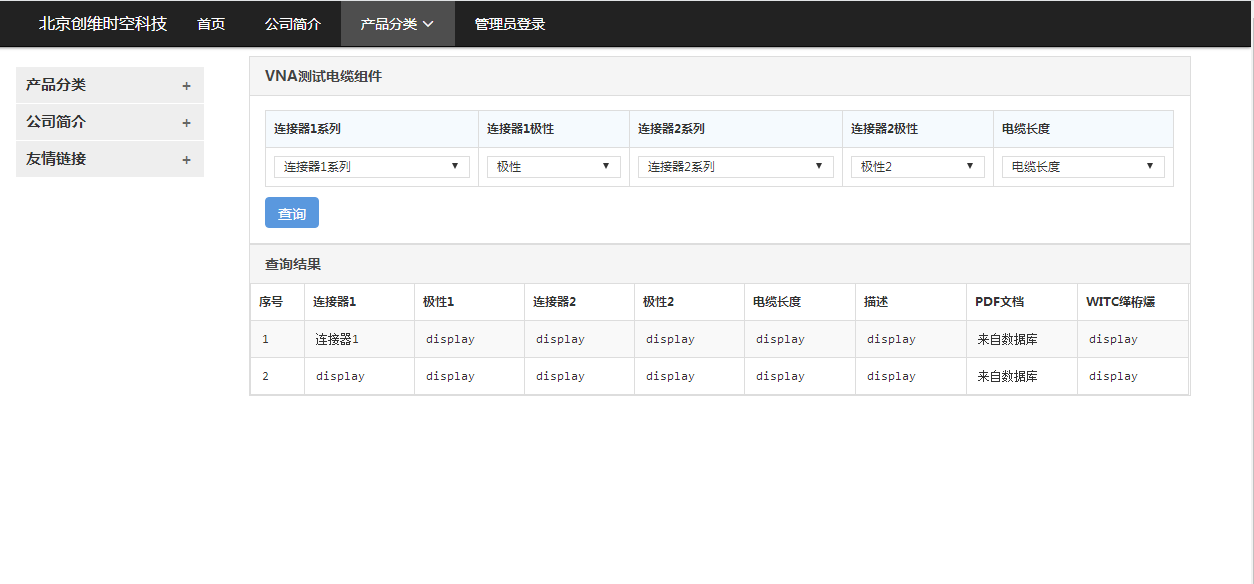 北京创维时空科技 首页 公司简介 产品分类 管理员登录
产品分类 +
公司简介 +
友情链接 +
VNA测试电缆组件
连接器1系列 连接器1极性 连接器2系列 连接器2极性 电缆长度
连接器1系列 极性 连接器2系列 极性2 电缆长度
查询
查询结果
序号 连接器1 极性1 连接器2 极性2 电缆长度 描述 PDF文档
1 连接器1 display display display display display 来自数据库 display
2 display display display display display display 来自数据库 display